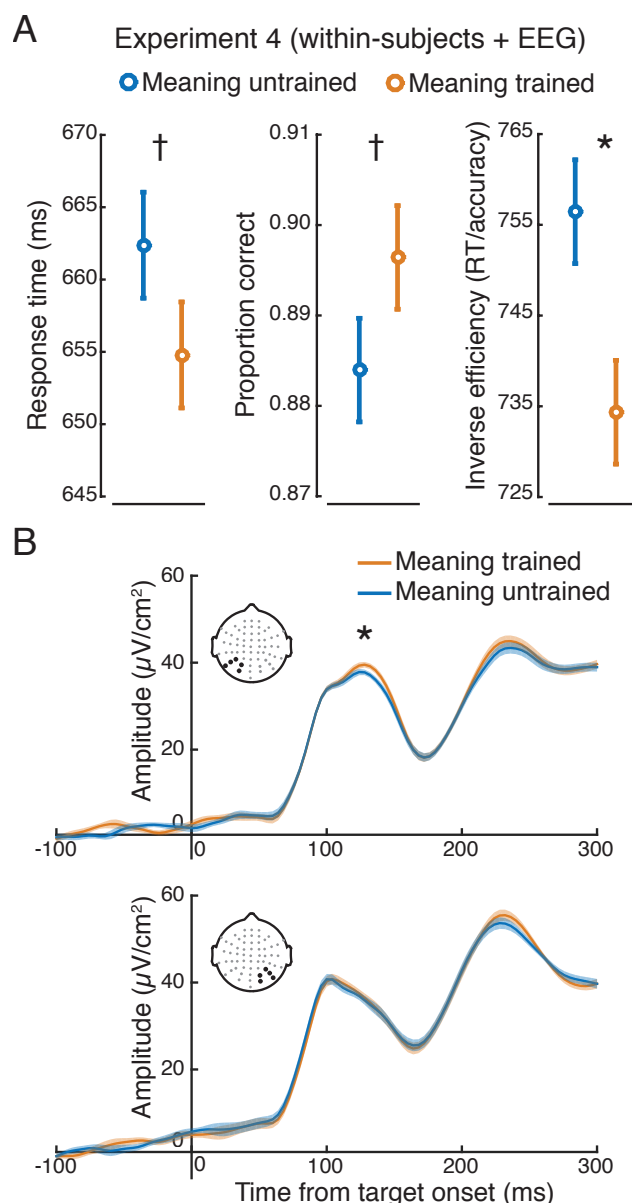 A
Experiment 4 (within-subjects + EEG)
Meaning untrained Meaning trained
Response time (ms)
670
665
660
655
650
645
†
Proportion correct
0.91
0.90
0.89
0.88
0.87
†
Inverse efficiency (RT/accuracy)
765
755
745
735
725
*
B
Meaning trained
Meaning untrained
Amplitude (µV/cm²)
60
40
20
0
*
-100 0 100 200 300
Amplitude (µV/cm²)
60
40
20
0
-100 0 100 200 300
Time from target onset (ms)